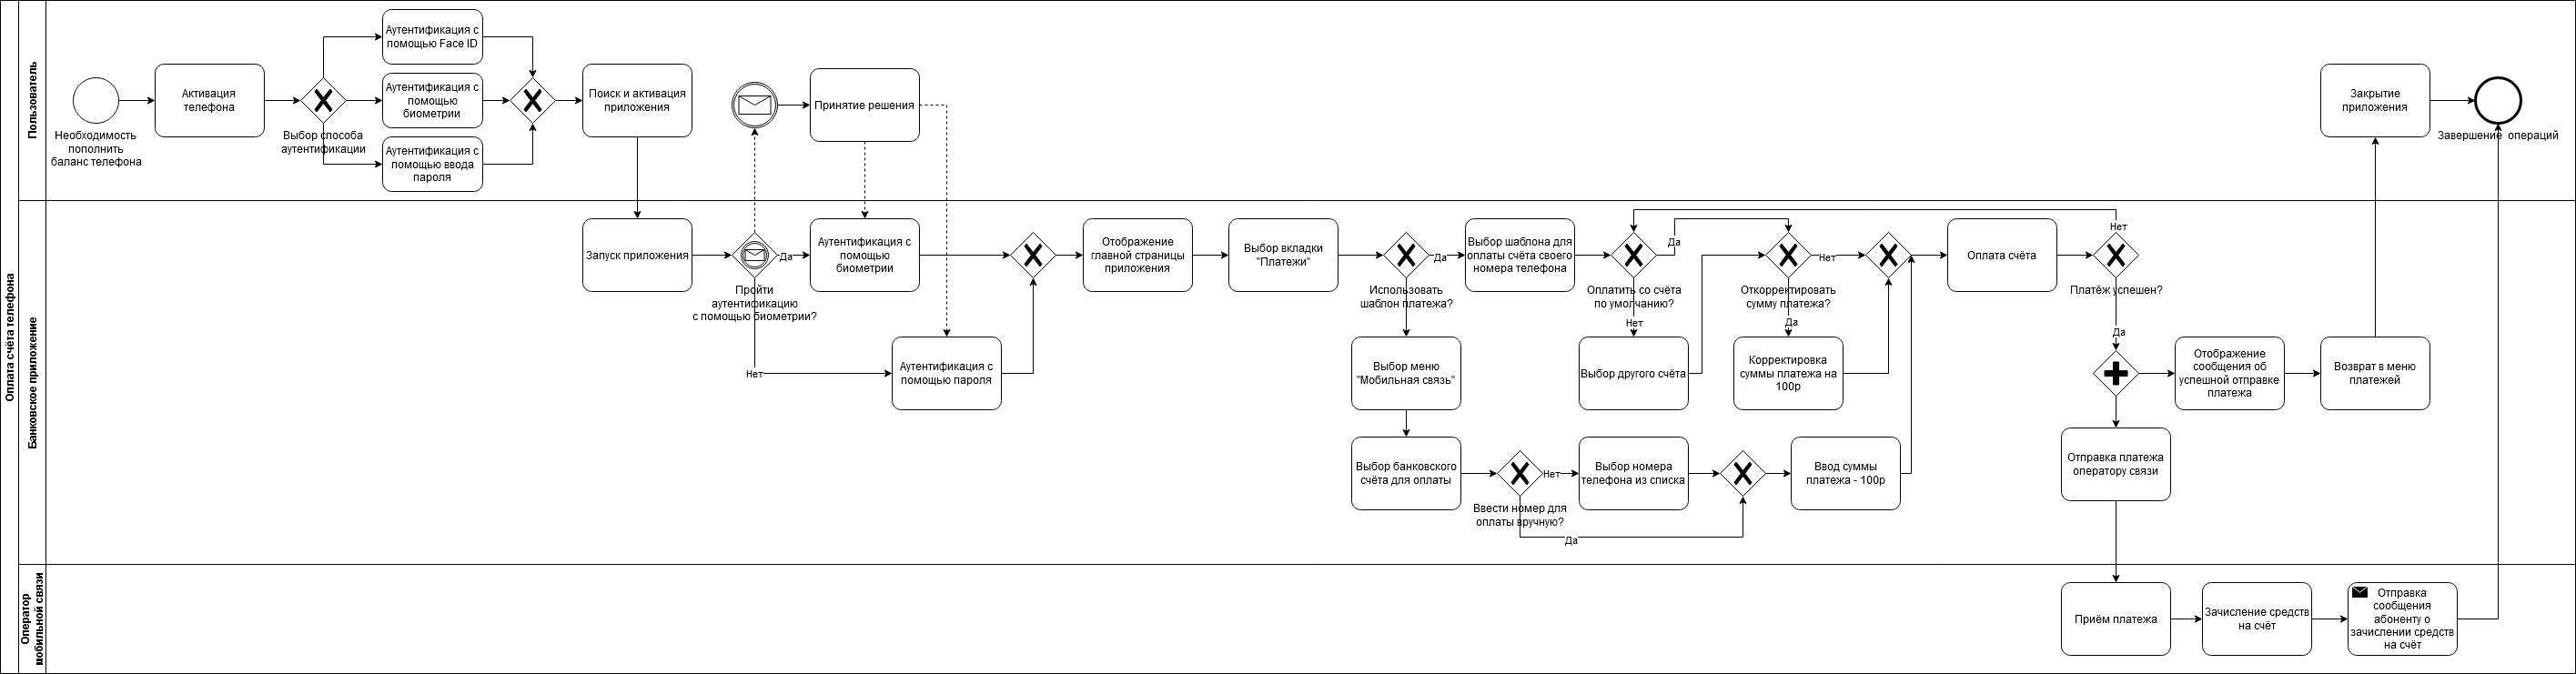 Оплата счёта телефона
Пользователь
Необходимость
пополнить
баланс телефона
Активация
телефона
Выбор способа
аутентификации
Аутентификация с
помощью Face ID
Аутентификация с
помощью
биометрии
Аутентификация с
помощью ввода
пароля
Поиск и активация
приложения
Принятие решения
Закрытие
приложения
Завершение операций
Банковское приложение
Запуск приложения
Пройти
аутентификацию
с помощью биометрии?
Да
Нет
Аутентификация с
помощью
биометрии
Аутентификация с
помощью пароля
Отображение
главной страницы
приложения
Выбор вкладки
"Платежи"
Использовать
шаблон платежа?
Да
Выбор шаблона для
оплаты счёта своего
номера телефона
Оплатить со счёта
по умолчанию?
Да
Нет
Выбор другого счёта
Откорректировать
сумму платежа?
Нет
Да
Корректировка
суммы платежа на
100р
Оплата счёта
Нет
Платёж успешен?
Да
Выбор меню
"Мобильная связь"
Выбор банковского
счёта для оплаты
Ввести номер для
оплаты вручную?
Нет
Да
Выбор номера
телефона из списка
Ввод суммы
платежа - 100р
Отображение
сообщения об
успешной отправке
платежа
Возврат в меню
платежей
Отправка платежа
оператору связи
Оператор
мобильной связи
Приём платежа
Зачисление средств
на счёт
Отправка
сообщения
абоненту о
зачислении средств
на счёт